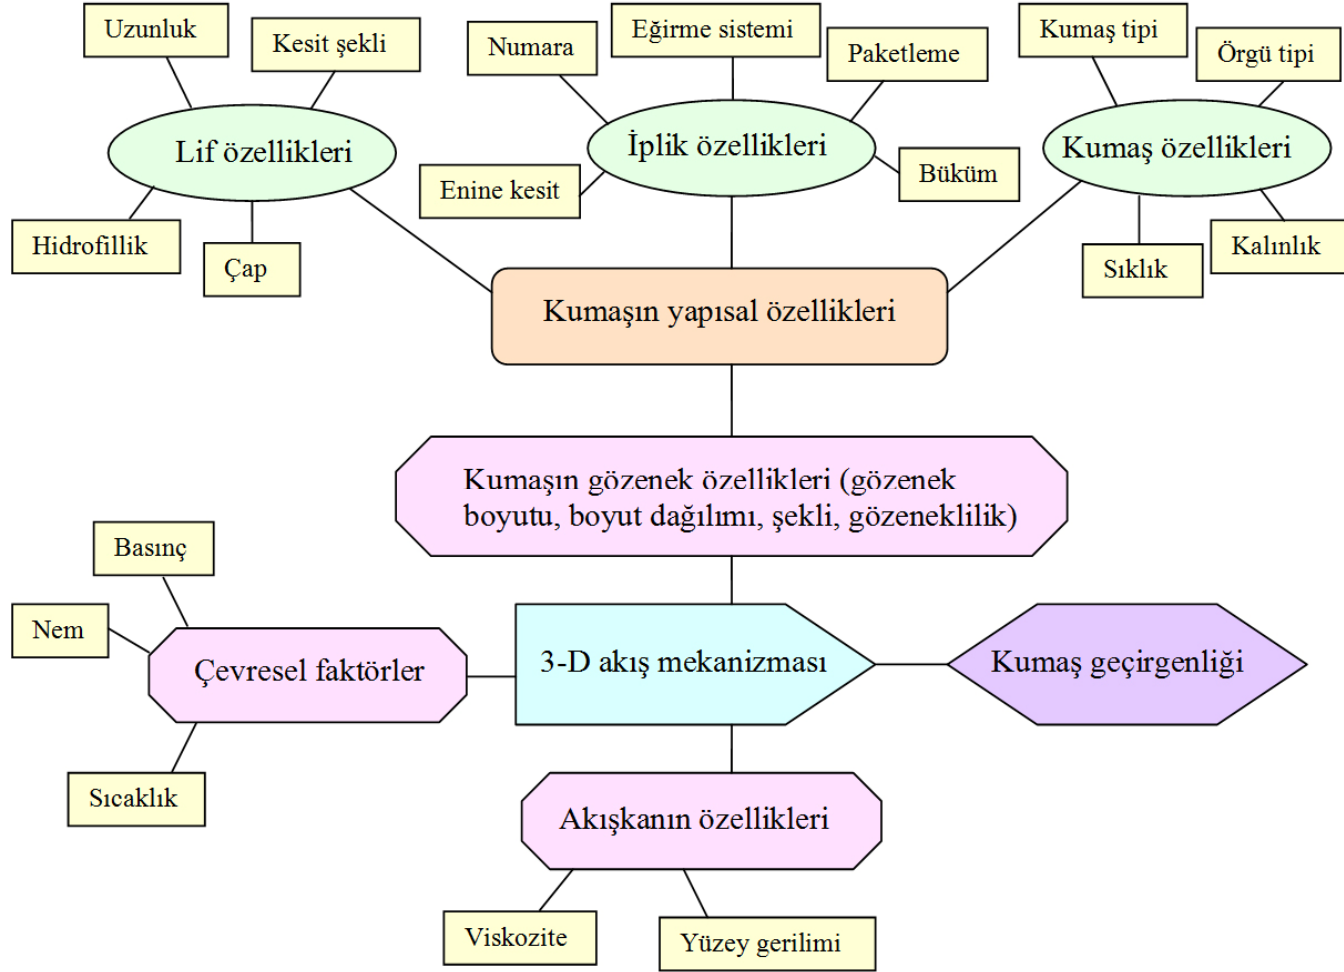 Uzunluk
Kesit şekli
Numara
Eğirme sistemi
Paketleme
Kumaş tipi
Örgü tipi
Lif özellikleri
İplik özellikleri
Kumaş özellikleri
Hidrofillik
Çap
Enine kesit
Büküm
Sıklık
Kalınlık
Kumaşın yapısal özellikleri
Kumaşın gözenek özellikleri (gözenek
boyutu, boyut dağılımı, şekli, gözeneklilik)
Basınç
Nem
Çevresel faktörler
Sıcaklık
3-D akış mekanizması
Kumaş geçirgenliği
Akışkanın özellikleri
Viskozite
Yüzey gerilimi